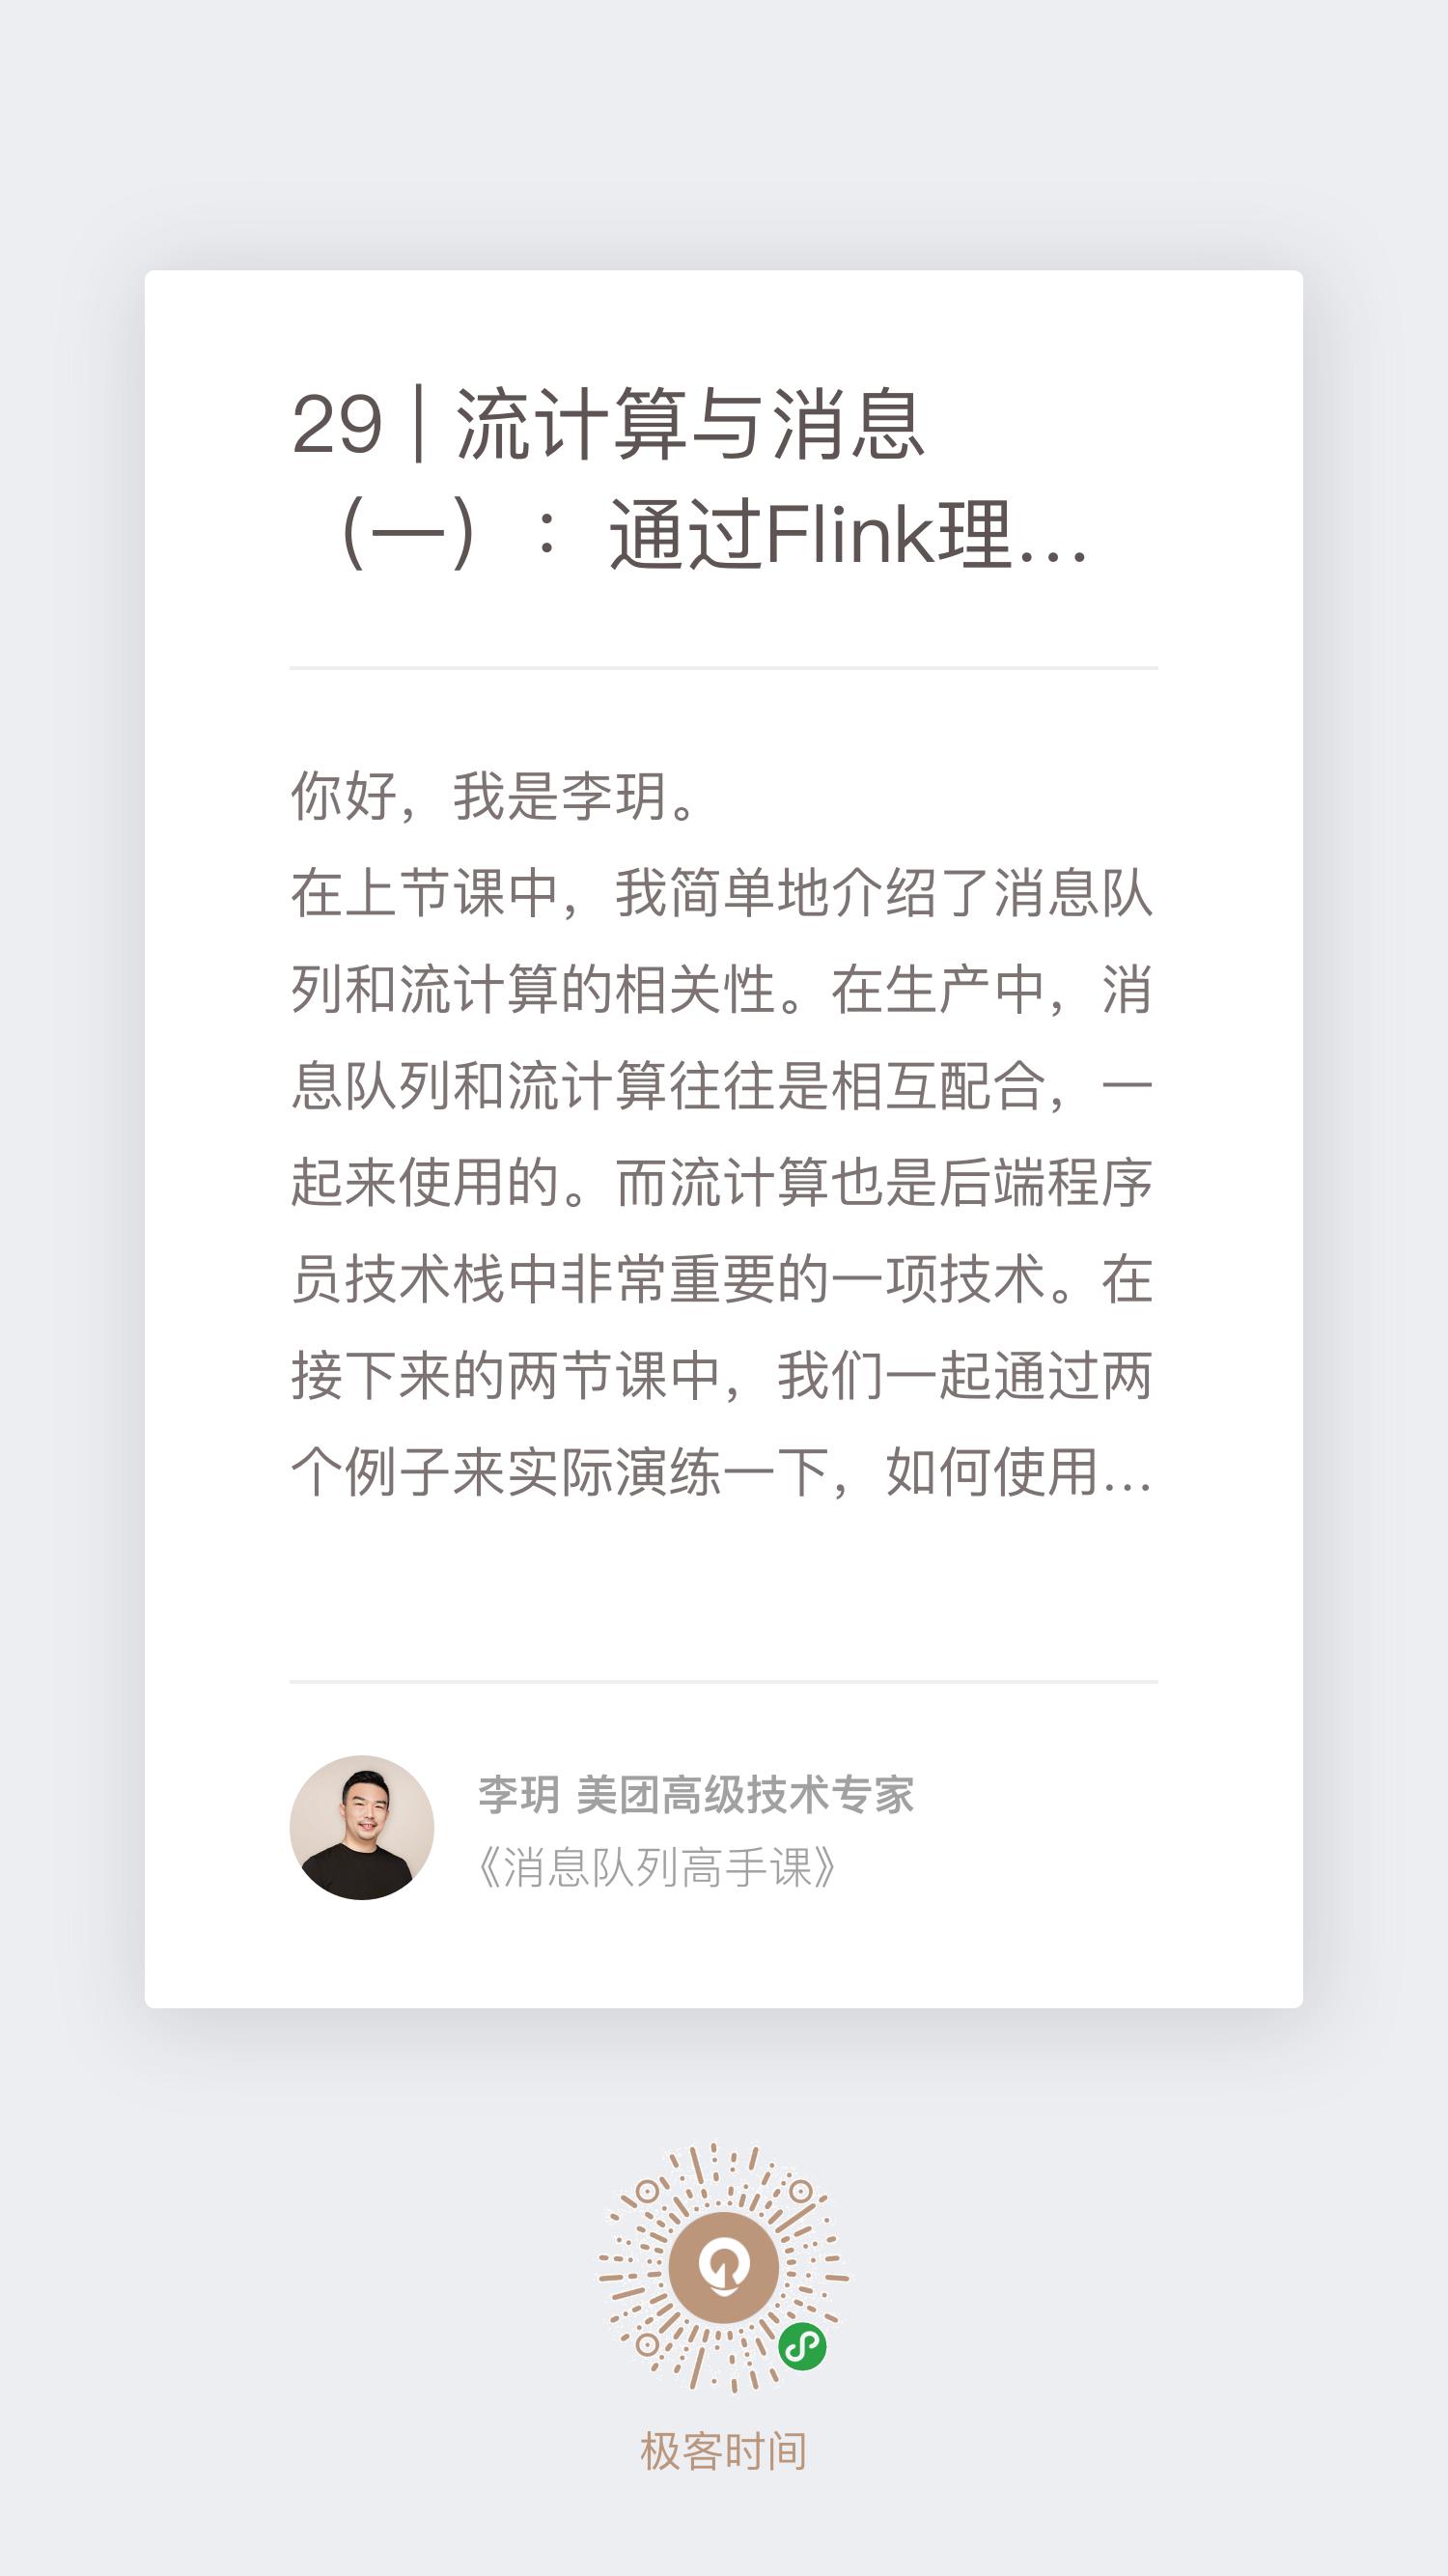 29 | 流计算与消息
（一）：通过Flink理…
你好，我是李玥。
在上节课中，我简单地介绍了消息队
列和流计算的相关性。在生产中，消
息队列和流计算往往是相互配合，一
起来使用的。而流计算也是后端程序
员技术栈中非常重要的一项技术。在
接下来的两节课中，我们一起通过两
个例子来实际演练一下，如何使用…
李玥 美团高级技术专家
《消息队列高手课》
极客时间